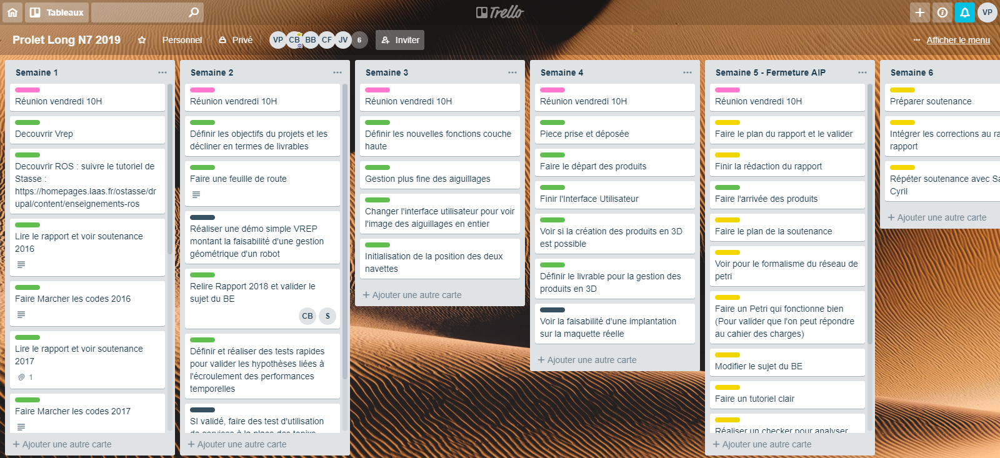 Tableaux
Trello
VP
Prolet Long N7 2019
Personnel
Privé
VP CB BB CF JV 6
Inviter
Afficher le menu
Semaine 1
Réunion vendredi 10H
Decouvrir Vrep
Decouvrir ROS : suivre le tutoriel de
Stasse :
https://homepages.laas.fr/ostasse/dr
upal/content/enseignements-ros
Lire le rapport et voir soutenance
2016
Faire Marcher les codes 2016
Lire le rapport et voir soutenance
2017
1
Faire Marcher les codes 2017
+ Ajouter une autre carte
Semaine 2
Réunion vendredi 10H
Définir les objectifs du projets et les
décliner en termes de livrables
Faire une feuille de route
Réaliser une démo simple VREP
montant la faisabilité d'une gestion
géométrique d'un robot
Relire Rapport 2018 et valider le
sujet du BE
CB S
Définir et réaliser des tests rapides
pour valider les hypothèses liées à
l'écroulement des performances
temporelles
SI validé, faire des test d'utilisation
de services à la place des topixs
+ Ajouter une autre carte
Semaine 3
Réunion vendredi 10H
Définir les nouvelles fonctions couche
haute
Gestion plus fine des aiguillages
Changer l'interface utilisateur pour voir
l'image des aiguillages en entier
Initialisation de la position des deux
navettes
+ Ajouter une autre carte
Semaine 4
Réunion vendredi 10H
Piece prise et déposée
Faire le départ des produits
Finir l'Interface Utilisateur
Voir si la création des produits en 3D
est possible
Définir le livrable pour la gestion des
produits en 3D
Voir la faisabilité d'une implantation
sur la maquette réelle
+ Ajouter une autre carte
Semaine 5 - Fermeture AIP
Réunion vendredi 10H
Faire le plan du rapport et le valider
Finir la rédaction du rapport
Faire l'arrivée des produits
Faire le plan de la soutenance
Voir pour le formalisme du réseau de
petri
Faire un Petri qui fonctionne bien
(Pour valider que l'on peut répondre
au cahier des charges)
Modifier le sujet du BE
Faire un tutoriel clair
Réaliser un checker pour analyser
+ Ajouter une autre carte
Semaine 6
Préparer soutenance
Intégrer les corrections au ra
rapport
Répéter soutenance avec Sa
Cyril
+ Ajouter une autre carte